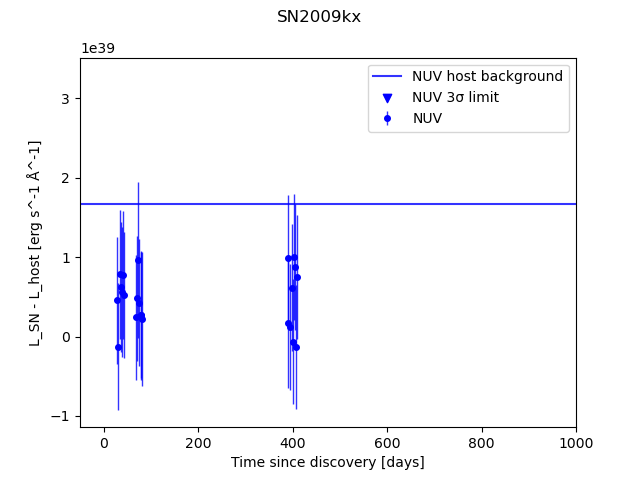 SN2009kx
1e39
NUV host background
NUV 3σ limit
NUV
3
2
1
0
−1
L_SN - L_host [erg s^-1 Å^-1]
0
200
400
600
800
1000
Time since discovery [days]